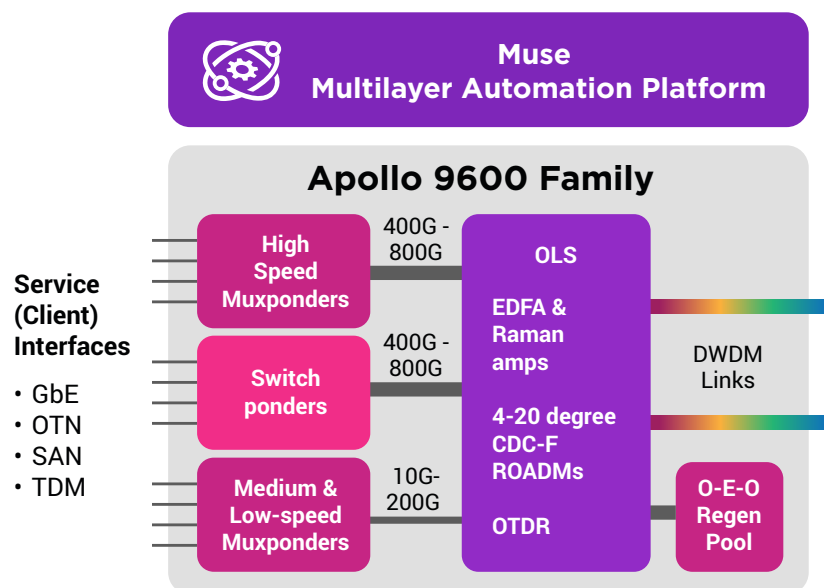 Muse
Multilayer Automation Platform
Apollo 9600 Family
Service
(Client)
Interfaces
• GbE
• OTN
• SAN
• TDM
High
Speed
Muxponders
400G -
800G
Switch
ponders
400G -
800G
Medium &
Low-speed
Muxponders
10G-
200G
OLS
EDFA &
Raman
amps
4-20 degree
CDC-F
ROADMs
OTDR
DWDM
Links
O-E-O
Regen
Pool